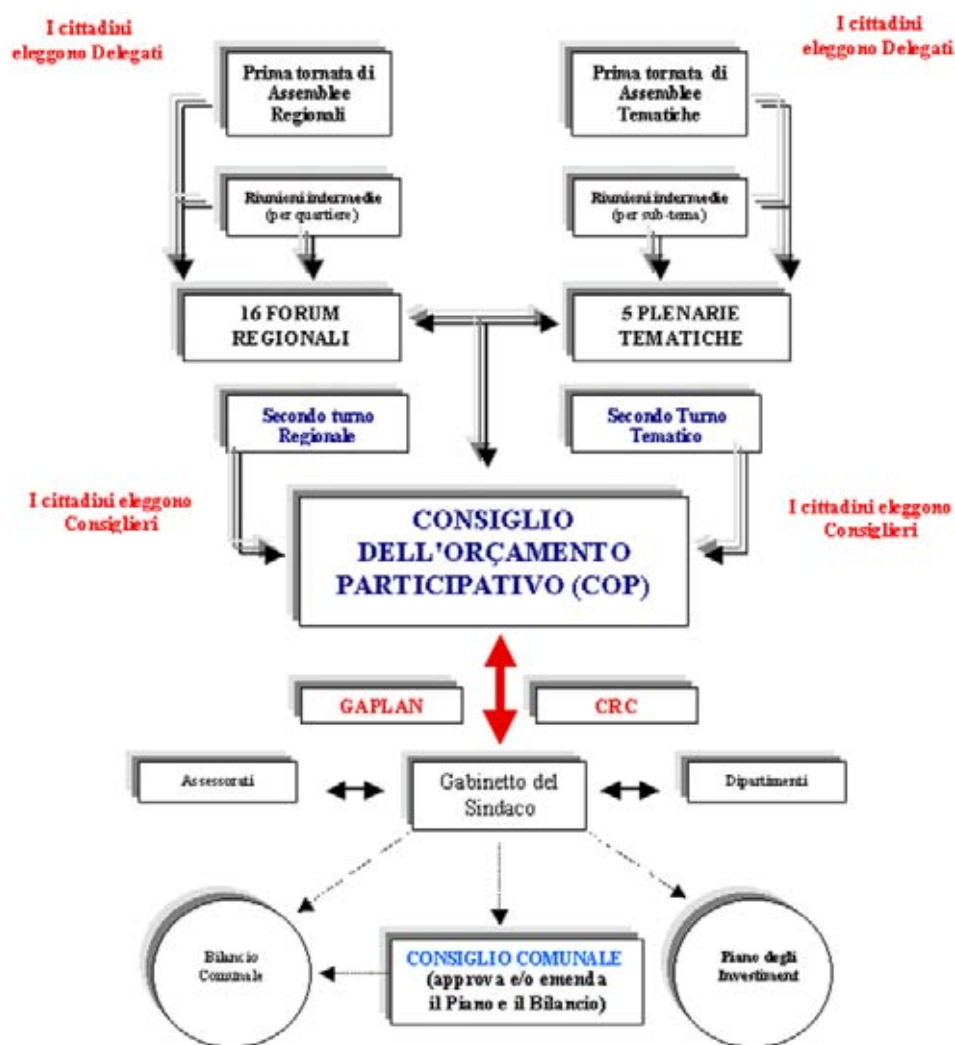 I cittadini
eleggono Delegati
I cittadini
eleggono Delegati
Prima tornata di
Assemblee
Regionali
Prima tornata di
Assemblee
Tematiche
Riunioni intermedie
(per quartiere)
Riunioni intermedie
(per sub-tema)
16 FORUM
REGIONALI
5 PLENARIE
TEMATICHE
Secondo turno
Regionale
Secondo Turno
Tematico
I cittadini eleggono
Consiglieri
I cittadini eleggono
Consiglieri
CONSIGLIO
DELL'ORÇAMENTO
PARTICIPATIVO (COP)
GAPLAN
CRC
Assessorati
Gabinetto del
Sindaco
Dipartimenti
Bilancio
Comunale
CONSIGLIO COMUNALE
(approva e/o emenda
il Piano e il Bilancio)
Piano degli
Investiment